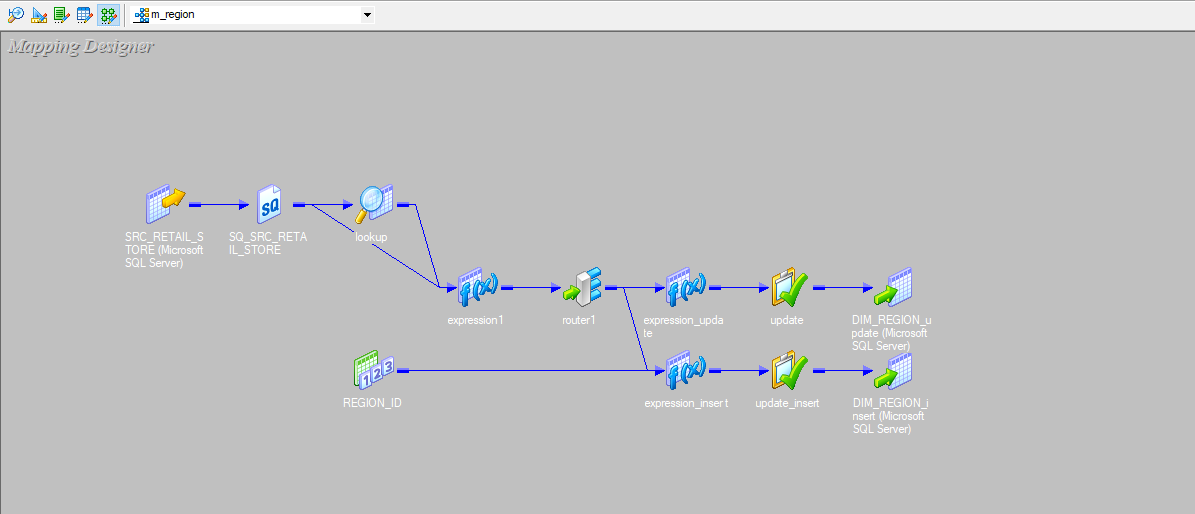 m_region
Mapping Designer
SRC_RETAIL_S
TORE (Microsoft
SQL Server)
SQ_SRC_RETA
IL_STORE
lookup
expression1
router1
expression_upda
te
update
DIM_REGION_u
pdate (Microsoft
SQL Server)
REGION_ID
expression_insert
update_insert
DIM_REGION_i
nsert (Microsoft
SQL Server)